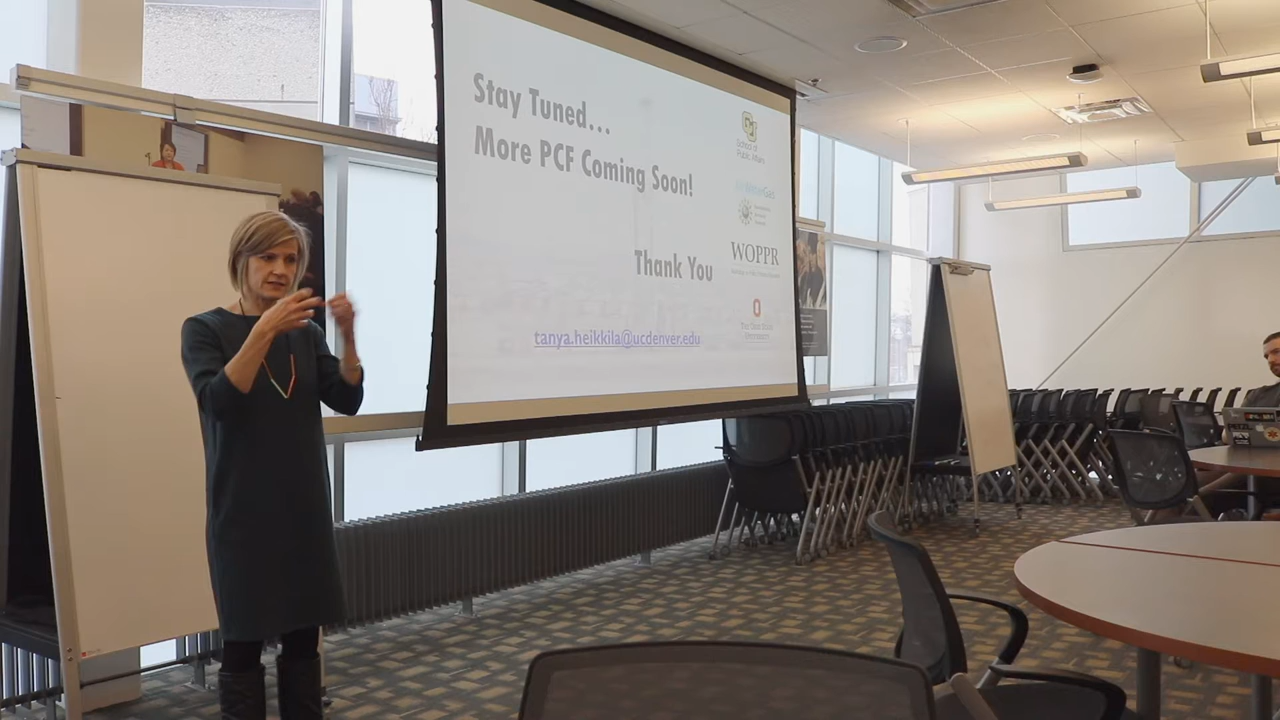 Stay Tuned...
More PCF Coming Soon!
Thank You
tanya.heikkila@ucdenver.edu
School of
Public Affairs
WOPPR